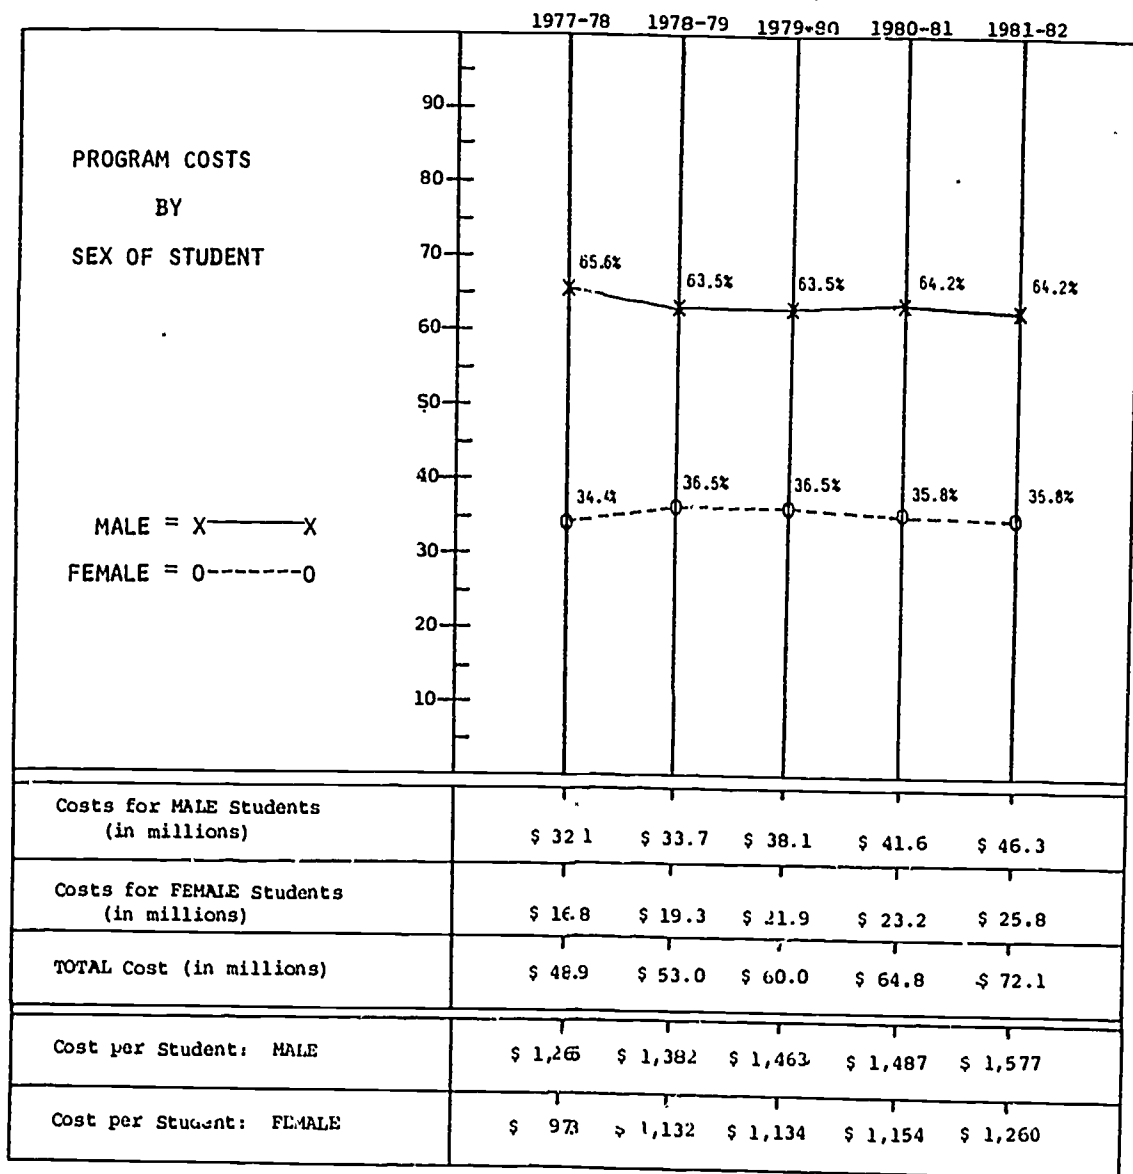 1977-78 1978-79 1979-80 1980-81 1981-82
PROGRAM COSTS
BY
SEX OF STUDENT
90
80
70
60
50
40
30
20
10
65.6% 63.5% 63.5% 64.2% 64.2%
34.4% 36.5% 36.5% 35.8% 35.8%
MALE = X X
FEMALE = O-------O
Costs for MALE Students
(in millions)
$ 32 1 $ 33.7 $ 38.1 $ 41.6 $ 46.3
Costs for FEMALE Students
(in millions)
$ 16.8 $ 19.3 $ 21.9 $ 23.2 $ 25.8
TOTAL Cost (in millions) $ 48.9 $ 53.0 $ 60.0 $ 64.8 $ 72.1
Cost per Student: MALE $ 1,382 $ 1,463 $ 1,487 $ 1,577
Cost per Student: FEMALE $ 973 $ 1,132 $ 1,134 $ 1,154 $ 1,260